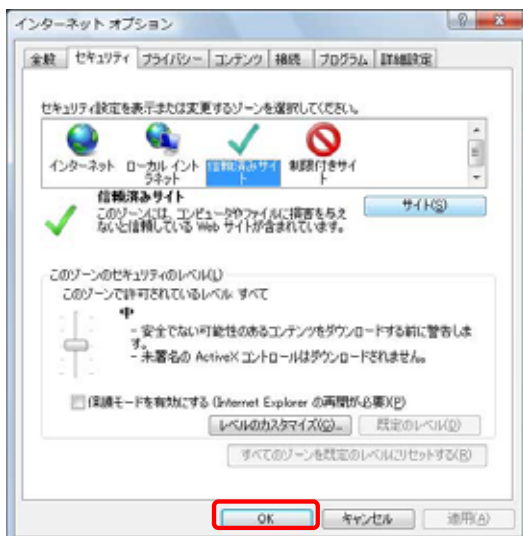 インターネット オプション
全般 セキュリティ プライバシー コンテンツ 接続 プログラム 詳細設定
セキュリティ設定を表示または変更するゾーンを選択してください。
インターネット ローカル イントラネット 信頼済みサイト 制限付きサイト
信頼済みサイト
このゾーンには、コンピュータやファイルに損害を与え
ないと信頼している Web サイトが含まれています。
サイト(S)
このゾーンのセキュリティのレベル(L)
このゾーンで許可されているレベル: すべて
中
- 安全でない可能性のあるコンテンツをダウンロードする前に警告しま
す。
- 未署名の ActiveX コントロールはダウンロードされません。
保護モードを有効にする (Internet Explorer の再開が必要)(P)
レベルのカスタマイズ(C)... 既定のレベル(D)
すべてのゾーンを既定のレベルにリセットする(R)
OK キャンセル 適用(A)